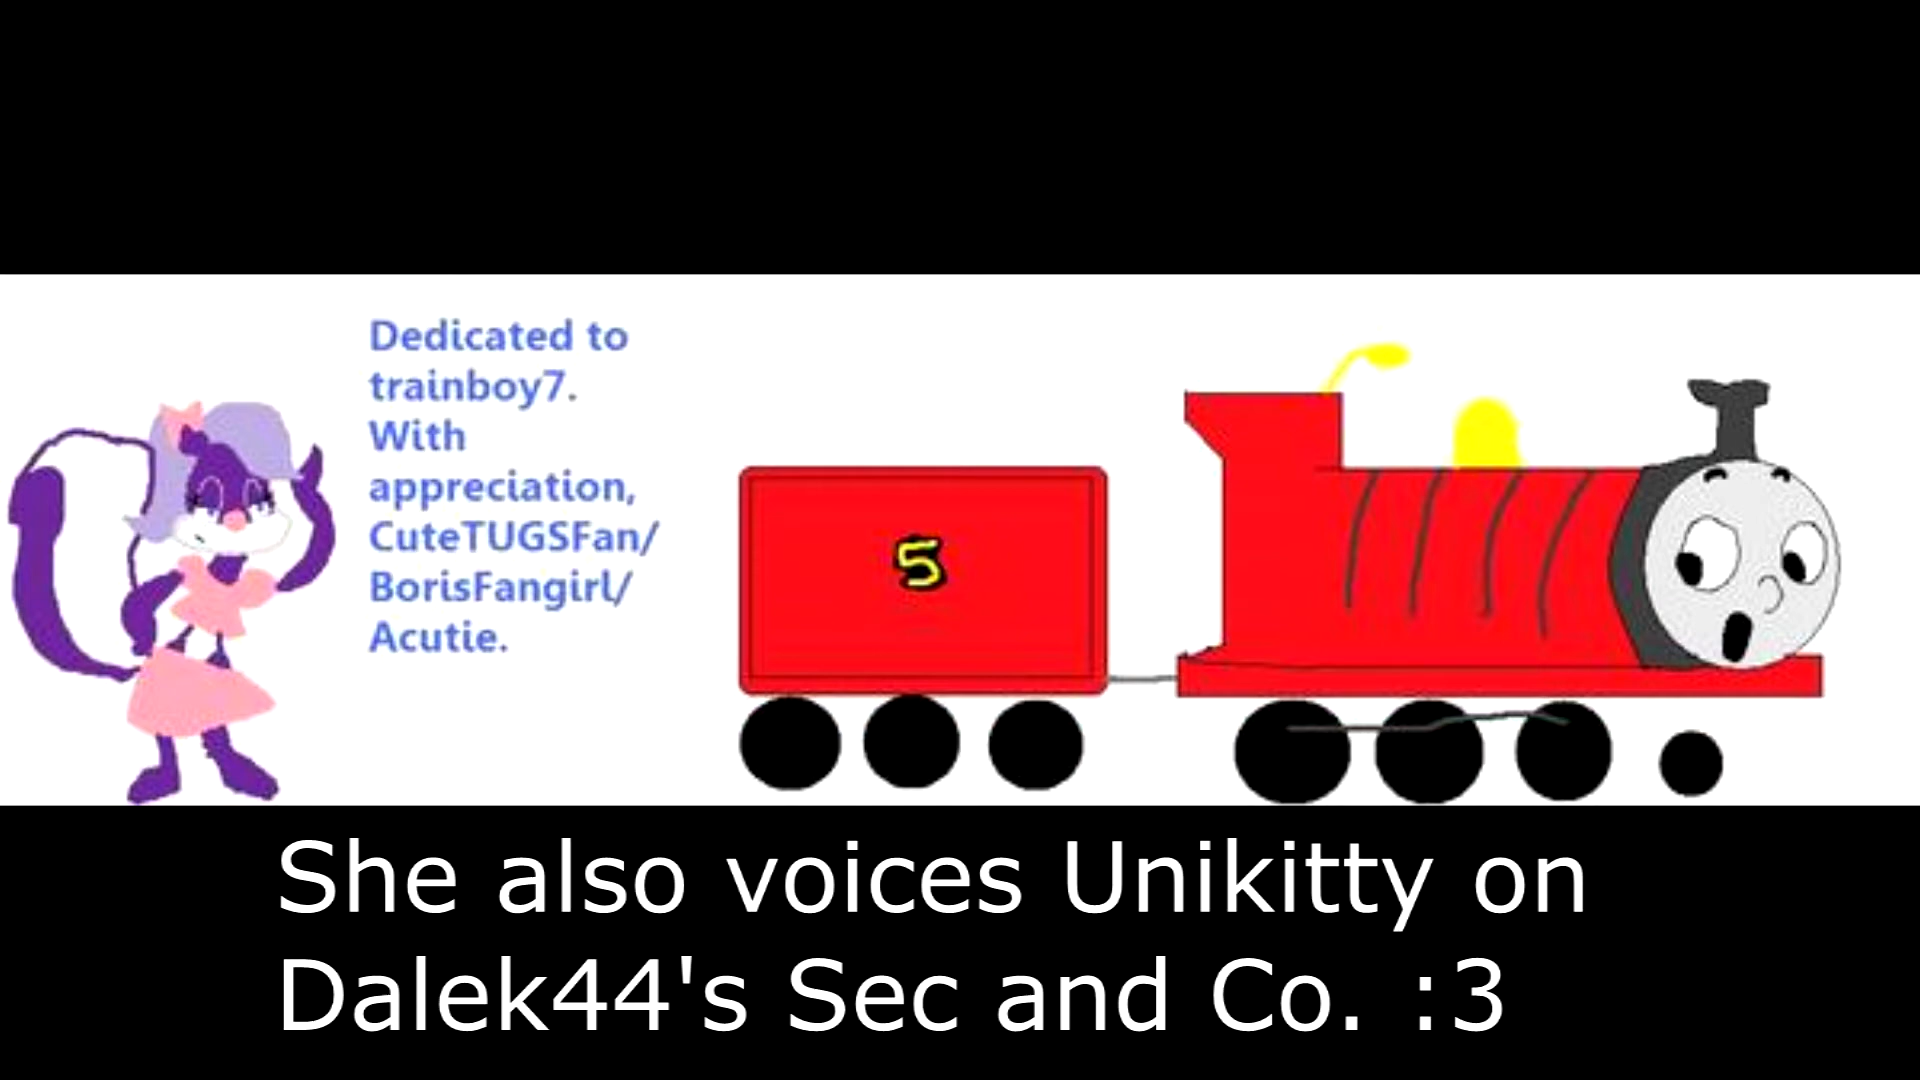 Dedicated to
trainboy7.
With
appreciation,
CuteTUGSFan/
BorisFangirl/
Acutie.
5
She also voices Unikitty on
Dalek44's Sec and Co. :3